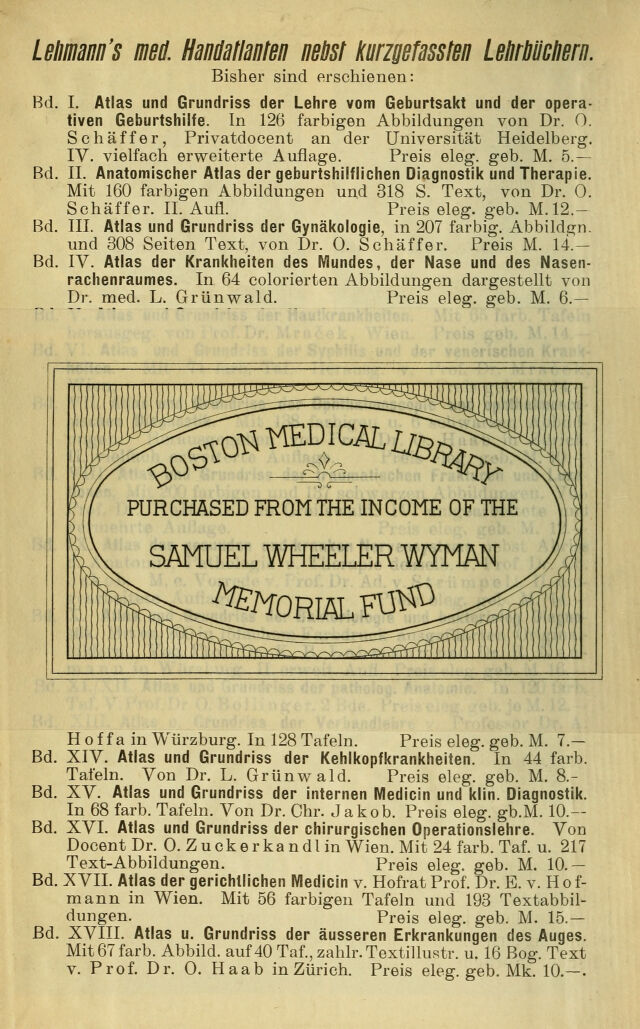 Lehmann's med. Handatlanten nebst kurzgefassten Lehrbüchern.
Bisher sind erschienen:
Bd. I. Atlas und Grundriss der Lehre vom Geburtsakt und der opera-
tiven Geburtshilfe. In 126 farbigen Abbildungen von Dr. O.
Schäffer, Privatdocent an der Universität Heidelberg.
IV. vielfach erweiterte Auflage. Preis eleg. geb. M. 5.—
Bd. II. Anatomischer Atlas der geburtshilflichen Diagnostik und Therapie.
Mit 160 farbigen Abbildungen und 318 S. Text, von Dr. O.
Schäffer. II. Aufl. Preis eleg. geb. M. 12.—
Bd. III. Atlas und Grundriss der Gynäkologie, in 207 farbig. Abbildgn.
und 308 Seiten Text, von Dr. O. Schäffer. Preis M. 14.—
Bd. IV. Atlas der Krankheiten des Mundes, der Nase und des Nasen-
rachenraumes. In 64 colorierten Abbildungen dargestellt von
Dr. med. L. Grünwald. Preis eleg. geb. M. 6.—
BOSTON MEDICAL LIBRARY
PURCHASED FROM THE INCOME OF THE
SAMUEL WHEELER WYMAN
MEMORIAL FUND
Hoffa in Würzburg. In 128 Tafeln. Preis eleg. geb. M. 7.—
Bd. XIV. Atlas und Grundriss der Kehlkopfkrankheiten. In 44 farb.
Tafeln. Von Dr. L. Grünwald. Preis eleg. geb. M. 8.-
Bd. XV. Atlas und Grundriss der internen Medicin und klin. Diagnostik.
In 68 farb. Tafeln. Von Dr. Chr. Jakob. Preis eleg. gb.M. 10.—
Bd. XVI. Atlas und Grundriss der chirurgischen Operationslehre. Von
Docent Dr. O. Zuckerkandl in Wien. Mit 24 farb. Taf. u. 217
Text-Abbildungen. Preis eleg. geb. M. 10.—
Bd. XVII. Atlas der gerichtlichen Medicin v. Hofrat Prof. Dr. E. v. Hof-
mann in Wien. Mit 56 farbigen Tafeln und 193 Textabbil-
dungen. Preis eleg. geb. M. 15.—
Bd. XVIII. Atlas u. Grundriss der äusseren Erkrankungen des Auges.
Mit 67 farb. Abbild. auf 40 Taf., zahlr. Textillustr. u. 16 Bog. Text
v. Prof. Dr. O. Haab in Zürich. Preis eleg. geb. Mk. 10.—.